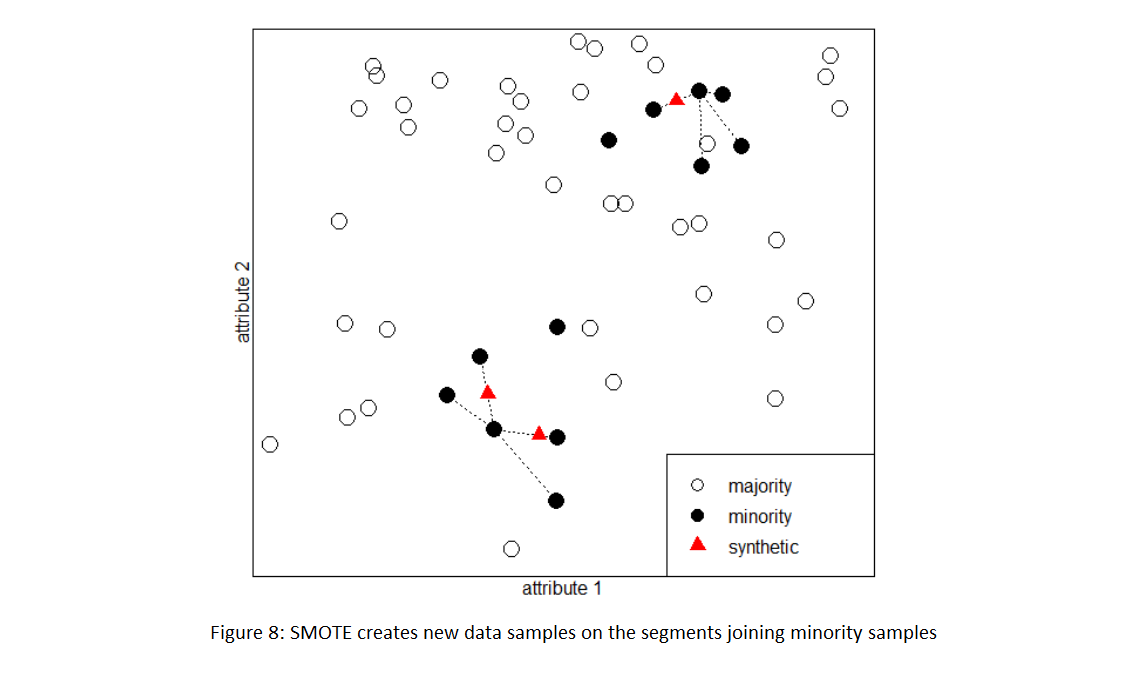 attribute 2
majority
minority
synthetic
attribute 1
Figure 8: SMOTE creates new data samples on the segments joining minority samples